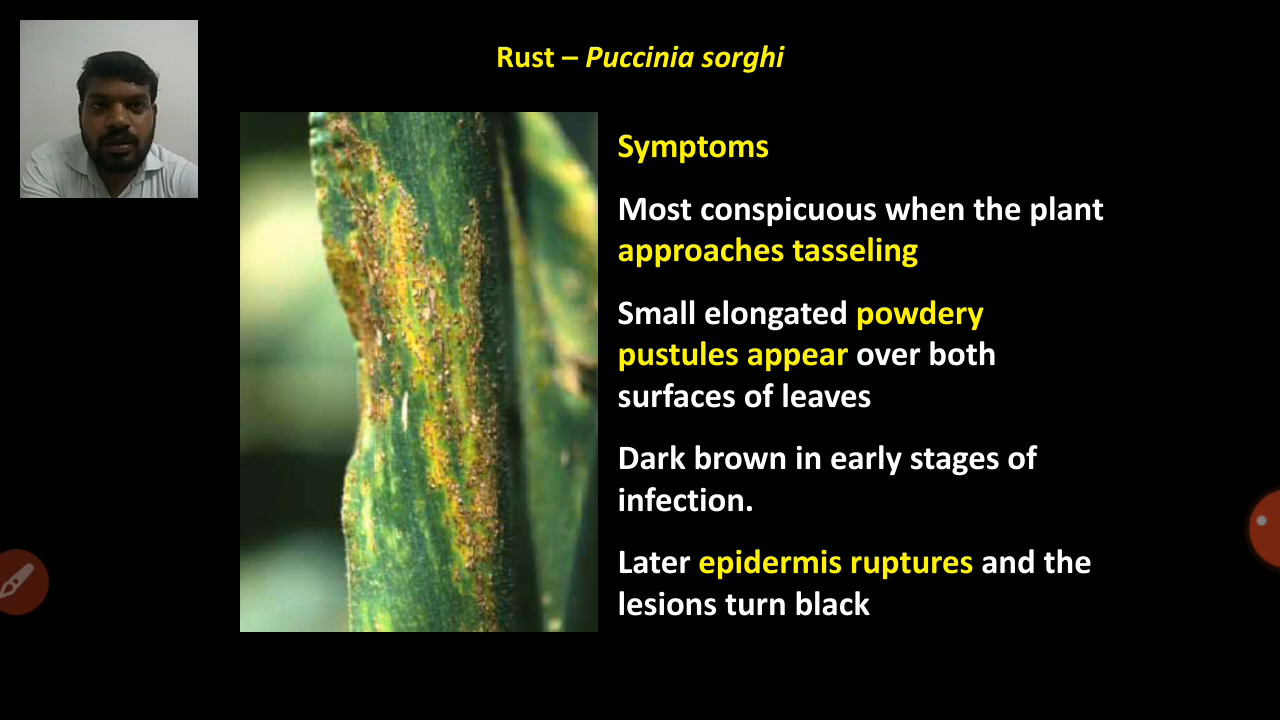 Rust – Puccinia sorghi
Symptoms
Most conspicuous when the plant
approaches tasseling
Small elongated powdery
pustules appear over both
surfaces of leaves
Dark brown in early stages of
infection.
Later epidermis ruptures and the
lesions turn black